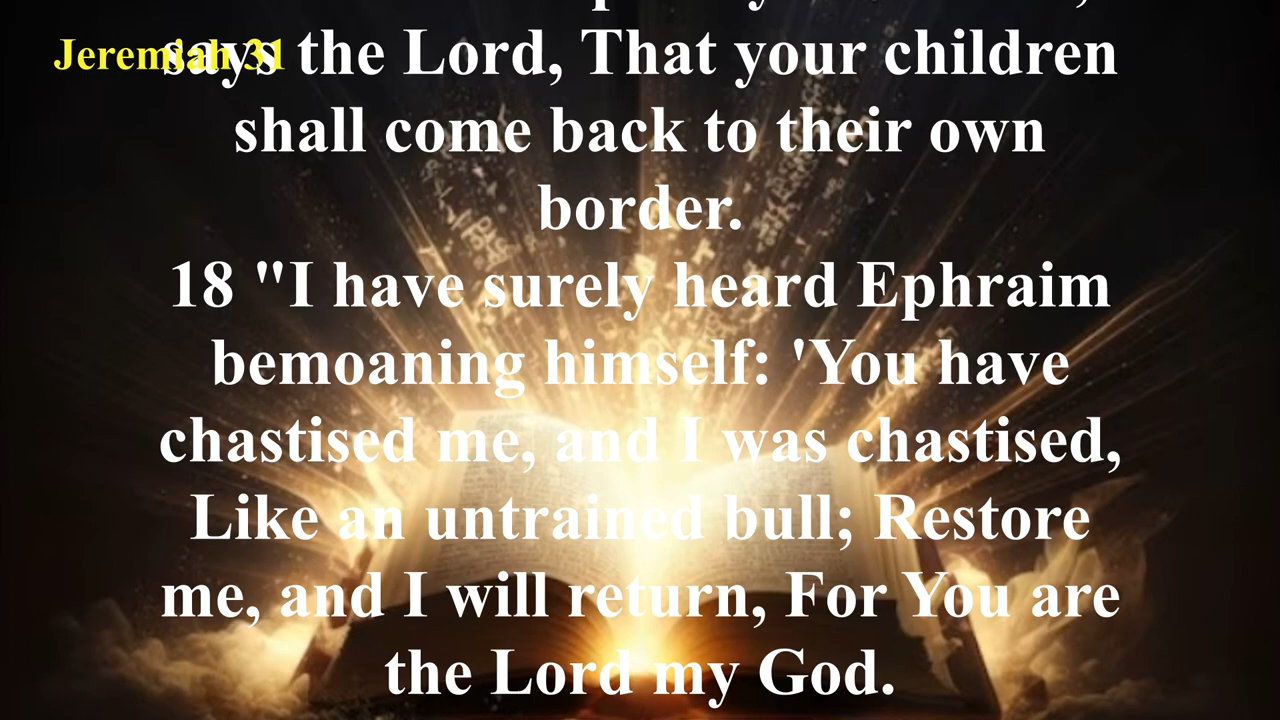 Jeremiah 31
says the Lord, That your children
shall come back to their own
border.
18 "I have surely heard Ephraim
bemoaning himself: 'You have
chastised me, and I was chastised,
Like an untrained bull; Restore
me, and I will return, For You are
the Lord my God.